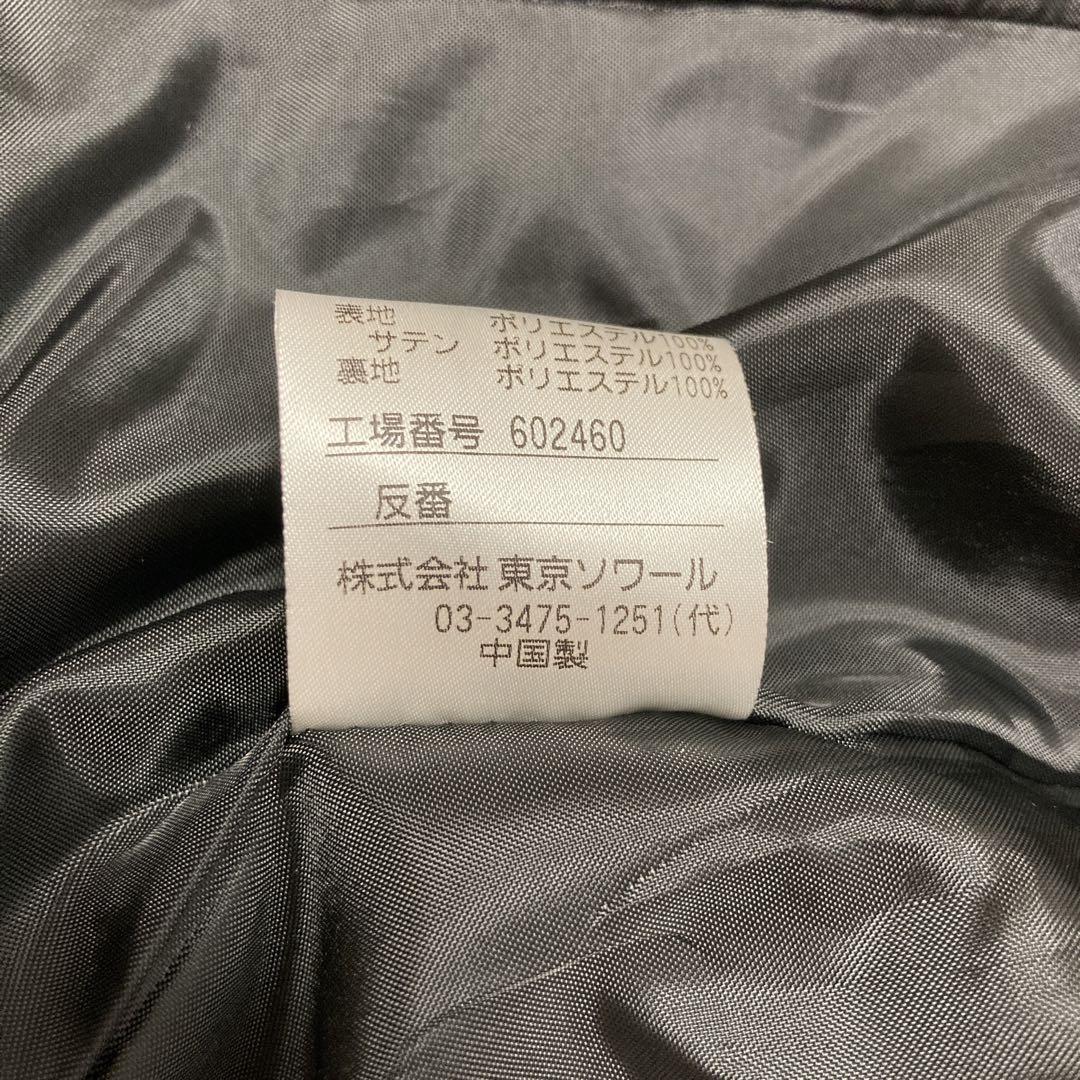 表地 ポリエステル100%
サテン ポリエステル100%
裏地 ポリエステル100%
工場番号 602460
反番
株式会社 東京ソワール
03-3475-1251(代)
中国製